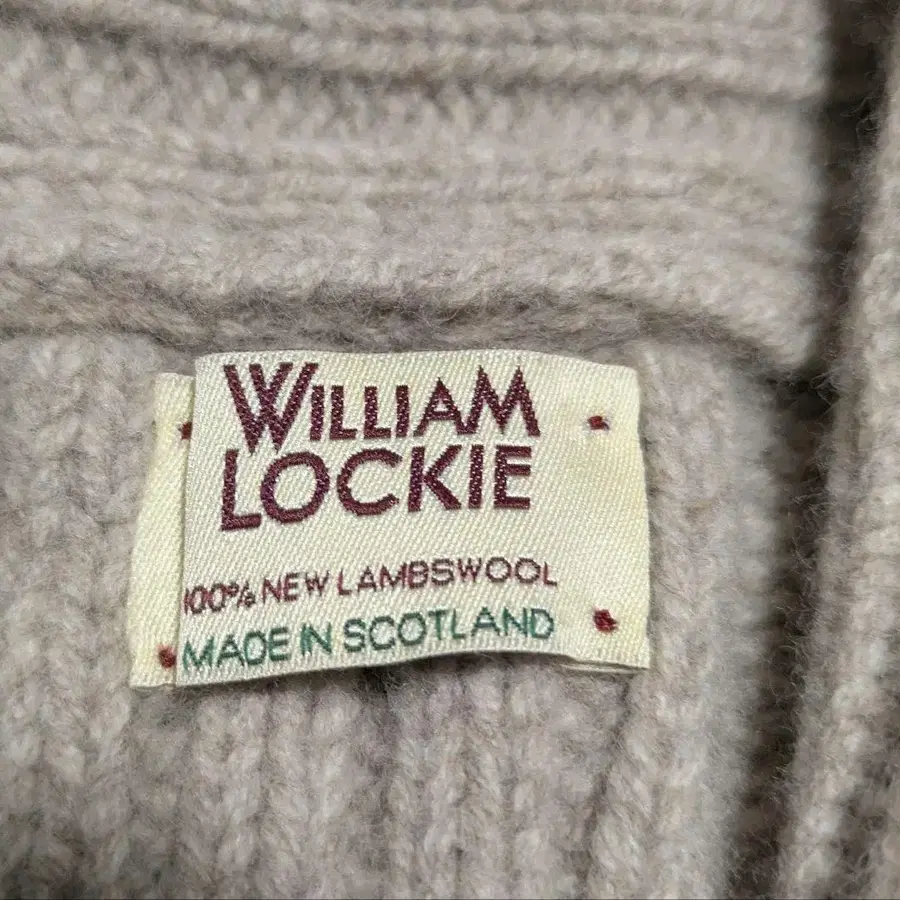 WILLIAM
LOCKIE
100% NEW LAMBSWOOL
MADE IN SCOTLAND